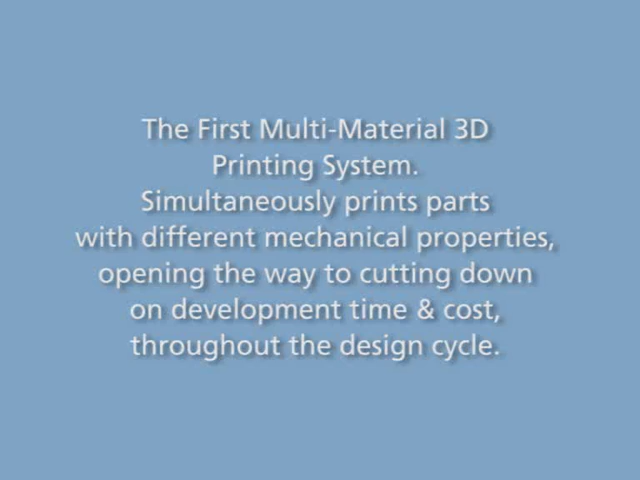 The First Multi-Material 3D
Printing System.
Simultaneously prints parts
with different mechanical properties,
opening the way to cutting down
on development time & cost,
throughout the design cycle.